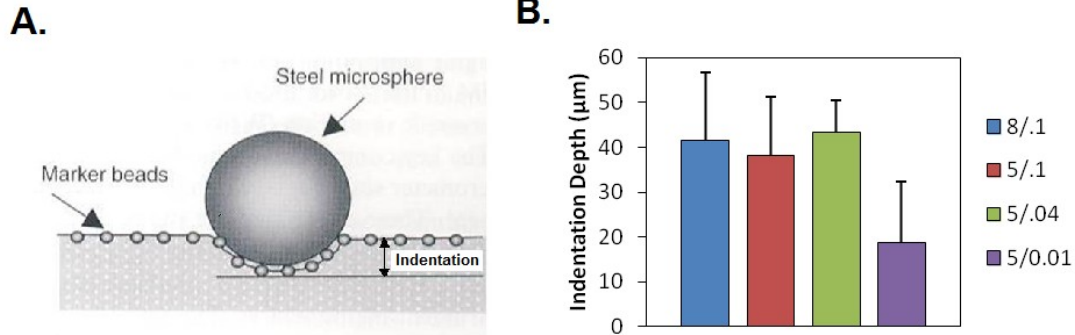 A.
Steel microsphere
Marker beads
Indentation
B.
Indentation Depth (µm)
60
50
40
30
20
10
0
8/.1
5/.1
5/.04
5/0.01